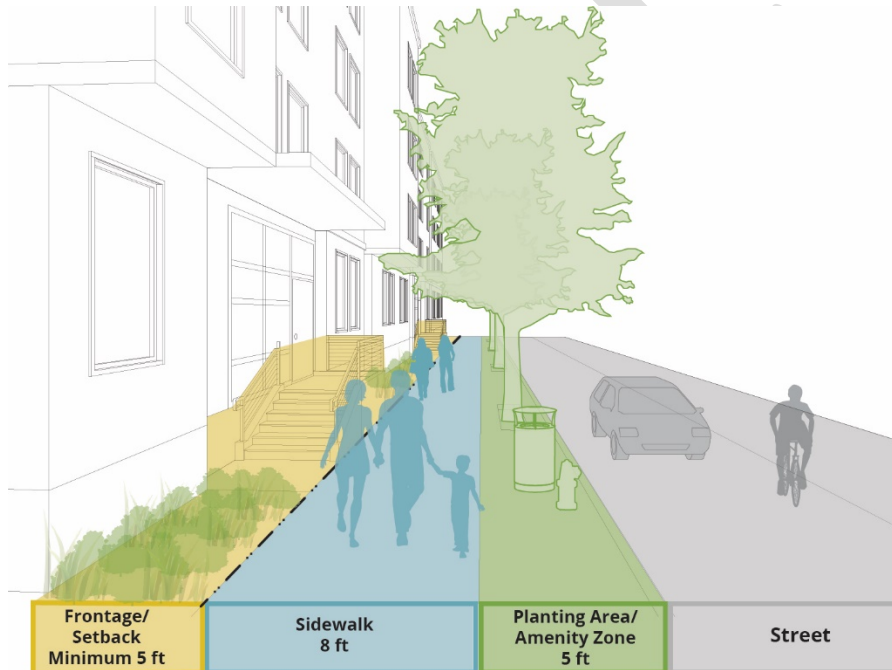 Frontage/
Setback
Minimum 5 ft
Sidewalk
8 ft
Planting Area/
Amenity Zone
5 ft
Street